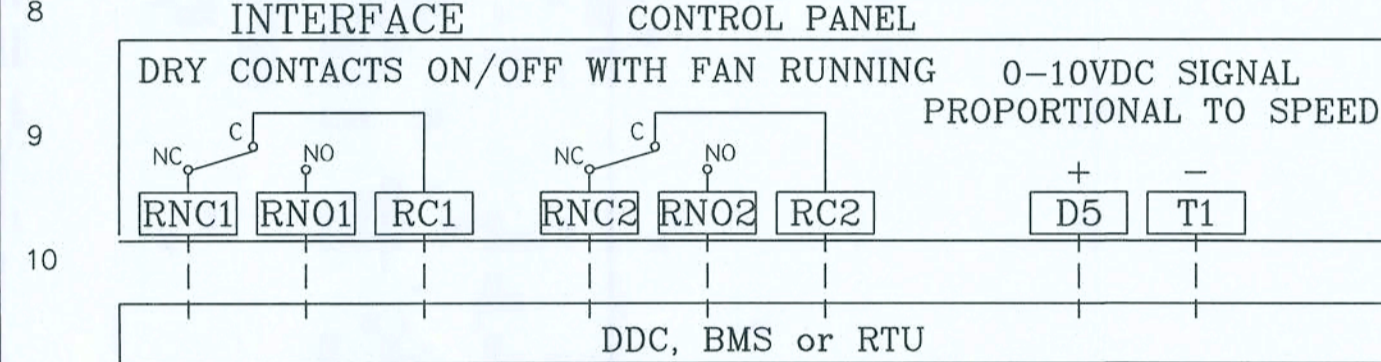 8
INTERFACE CONTROL PANEL
DRY CONTACTS ON/OFF WITH FAN RUNNING 0-10VDC SIGNAL
PROPORTIONAL TO SPEED
9
C C
NC NO NC NO
+ −
RNC1 RNO1 RC1 RNC2 RNO2 RC2 D5 T1
10
DDC, BMS or RTU